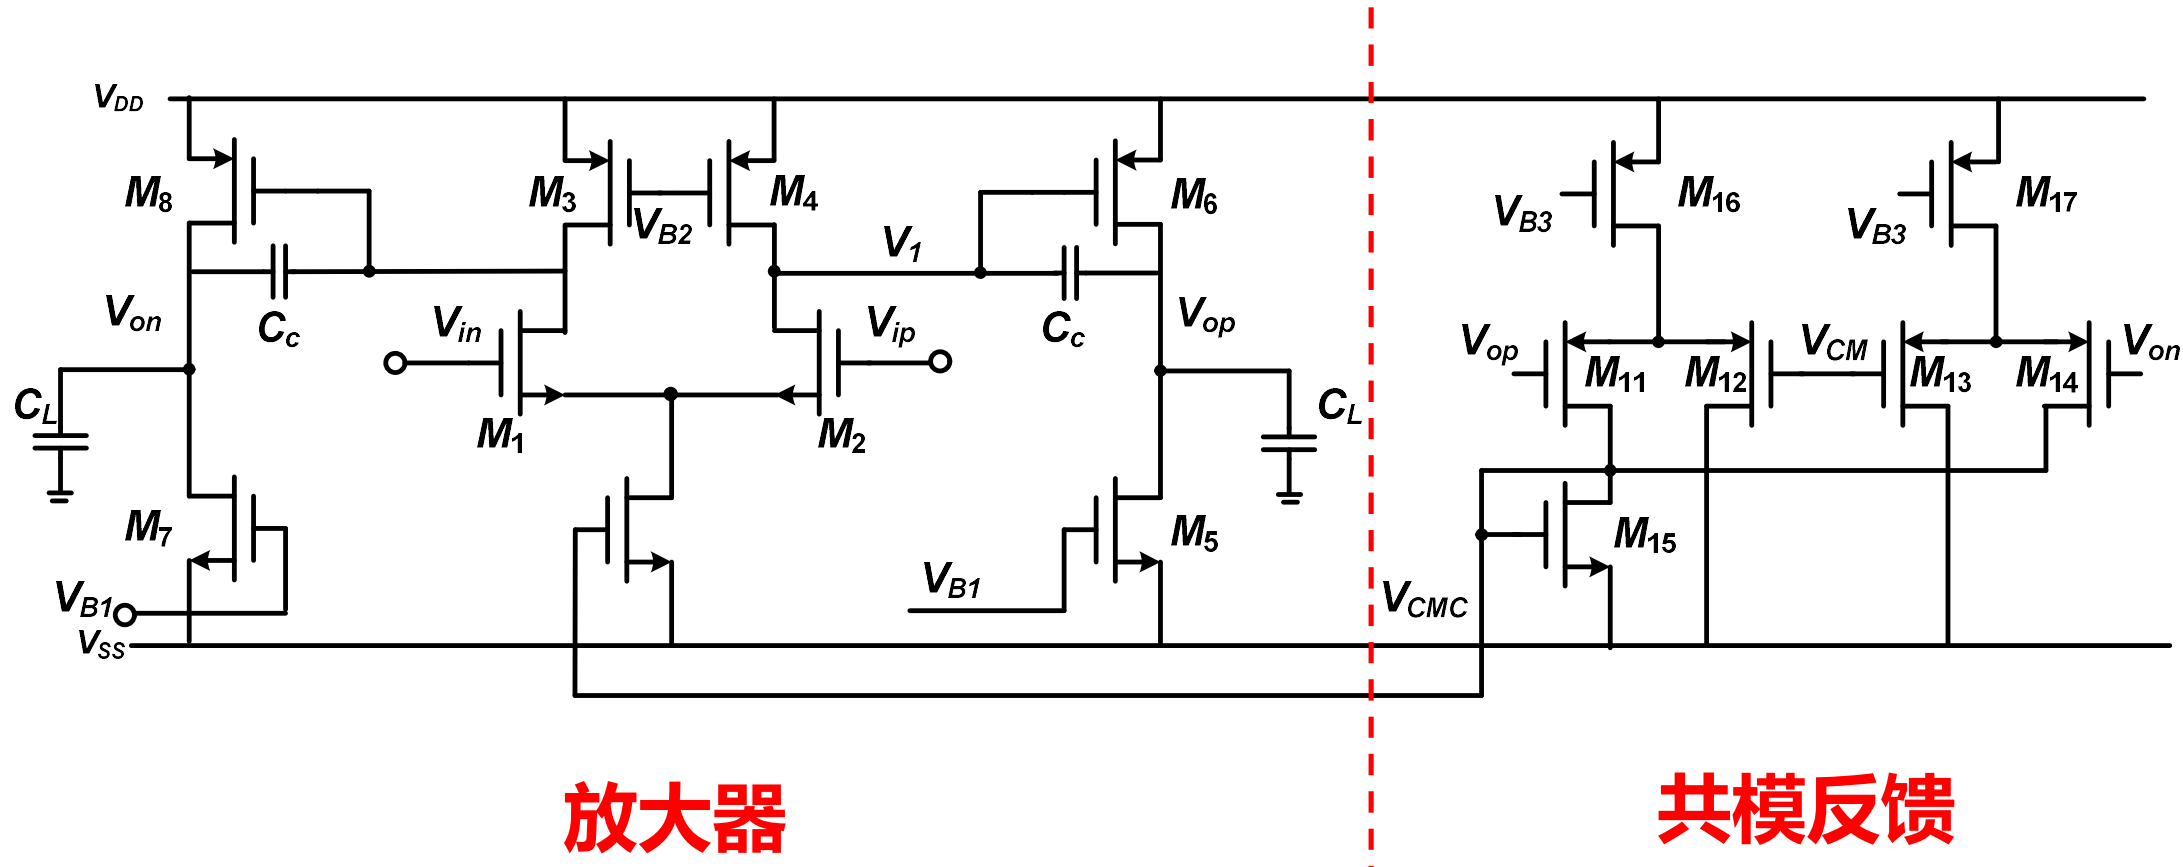 VDD
M8
M3
VB2
M4
M6
M16
M17
VB3
VB3
V1
Von
Cc
Vin
Vip
Cc
Vop
Vop
M11
M12
VCM
M13
M14
Von
CL
M1
M2
CL
M7
M5
M15
VB1
VB1
VCMC
VSS
放大器
共模反馈